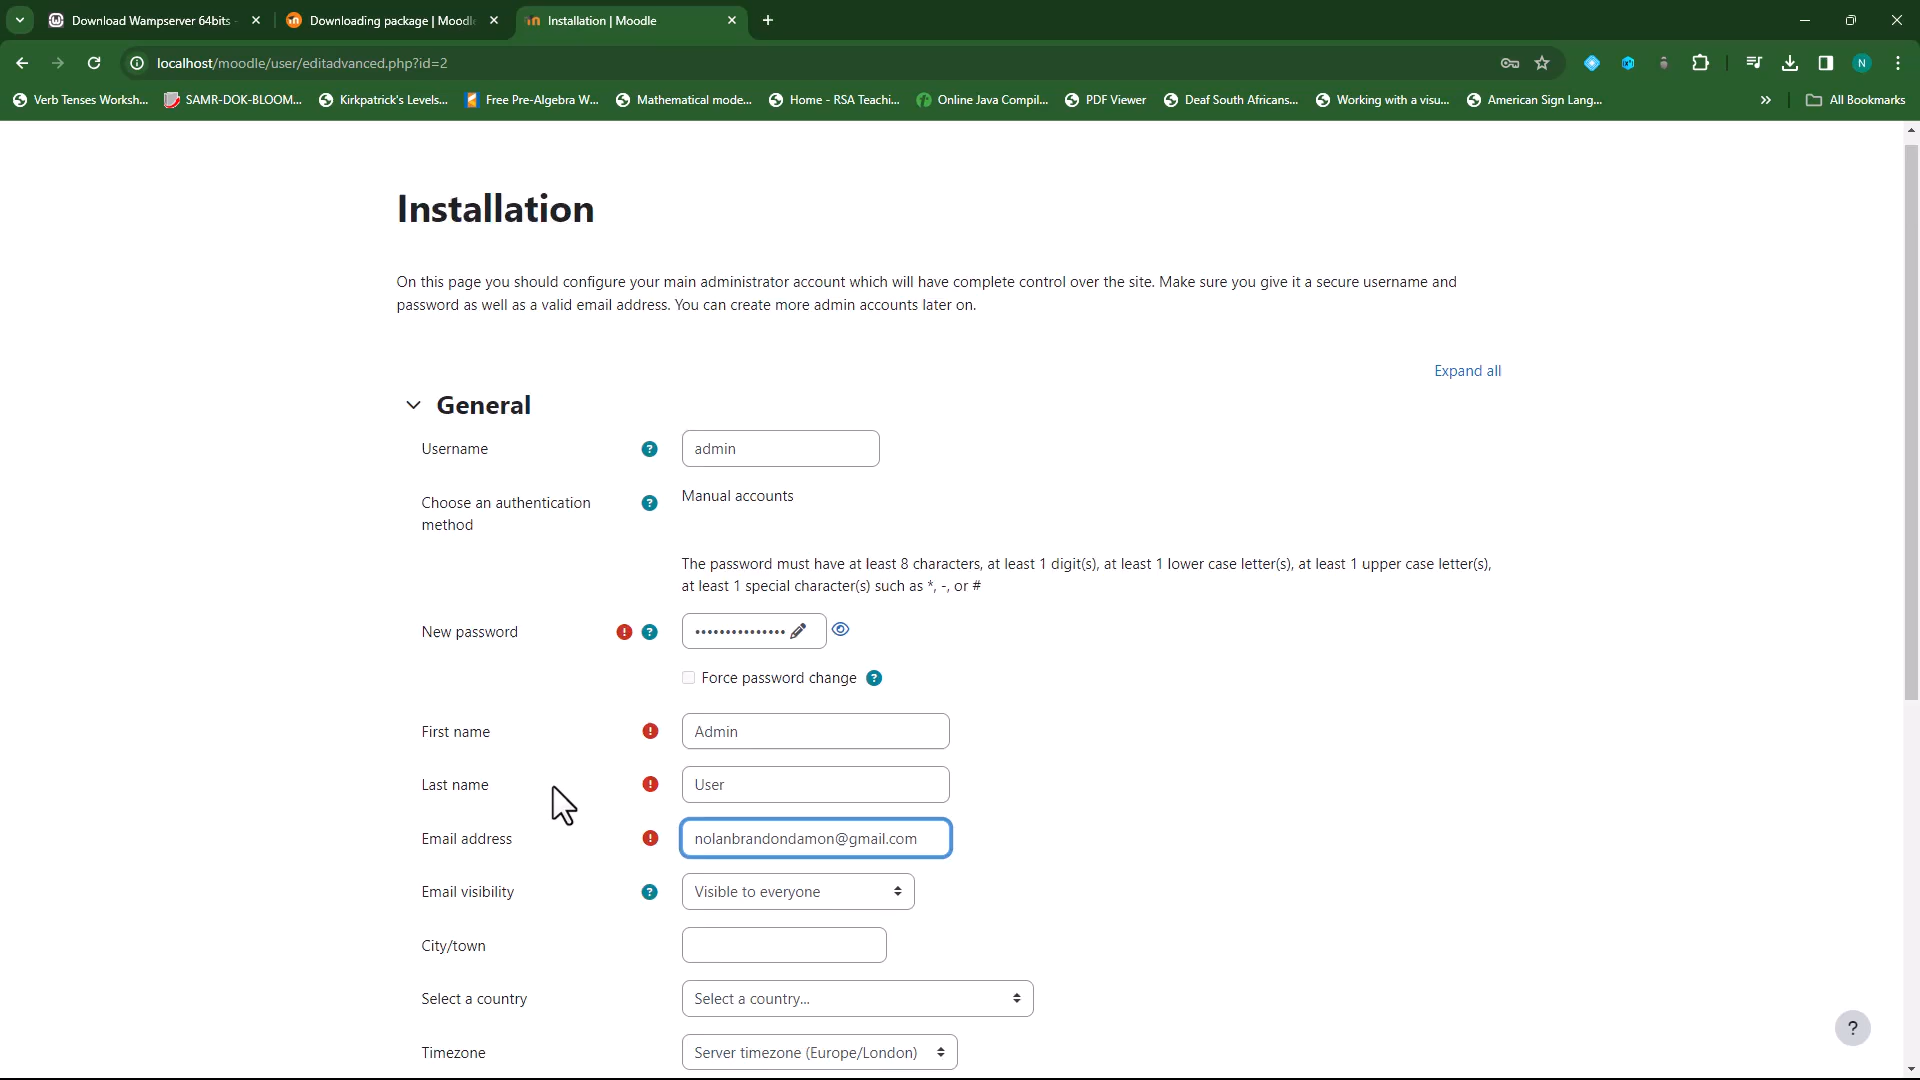 Download Wampserver 64bits
Downloading package | Moodl
Installation | Moodle
localhost/moodle/user/editadvanced.php?id=2
N
Verb Tenses Worksh...
SAMR-DOK-BLOOM...
Kirkpatrick's Levels...
Free Pre-Algebra W...
Mathematical mode...
Home - RSA Teachi...
Online Java Compil...
PDF Viewer
Deaf South Africans...
Working with a visu...
American Sign Lang...
»
All Bookmarks
Installation
On this page you should configure your main administrator account which will have complete control over the site. Make sure you give it a secure username and
password as well as a valid email address. You can create more admin accounts later on.
Expand all
General
Username ? admin
Choose an authentication
method ? Manual accounts
The password must have at least 8 characters, at least 1 digit(s), at least 1 lower case letter(s), at least 1 upper case letter(s),
at least 1 special character(s) such as *, -, or #
New password ! ? •••••••••••••••
Force password change ?
First name ! Admin
Last name ! User
Email address ! nolanbrandondamon@gmail.com
Email visibility ? Visible to everyone
City/town
Select a country Select a country...
?
Timezone Server timezone (Europe/London)